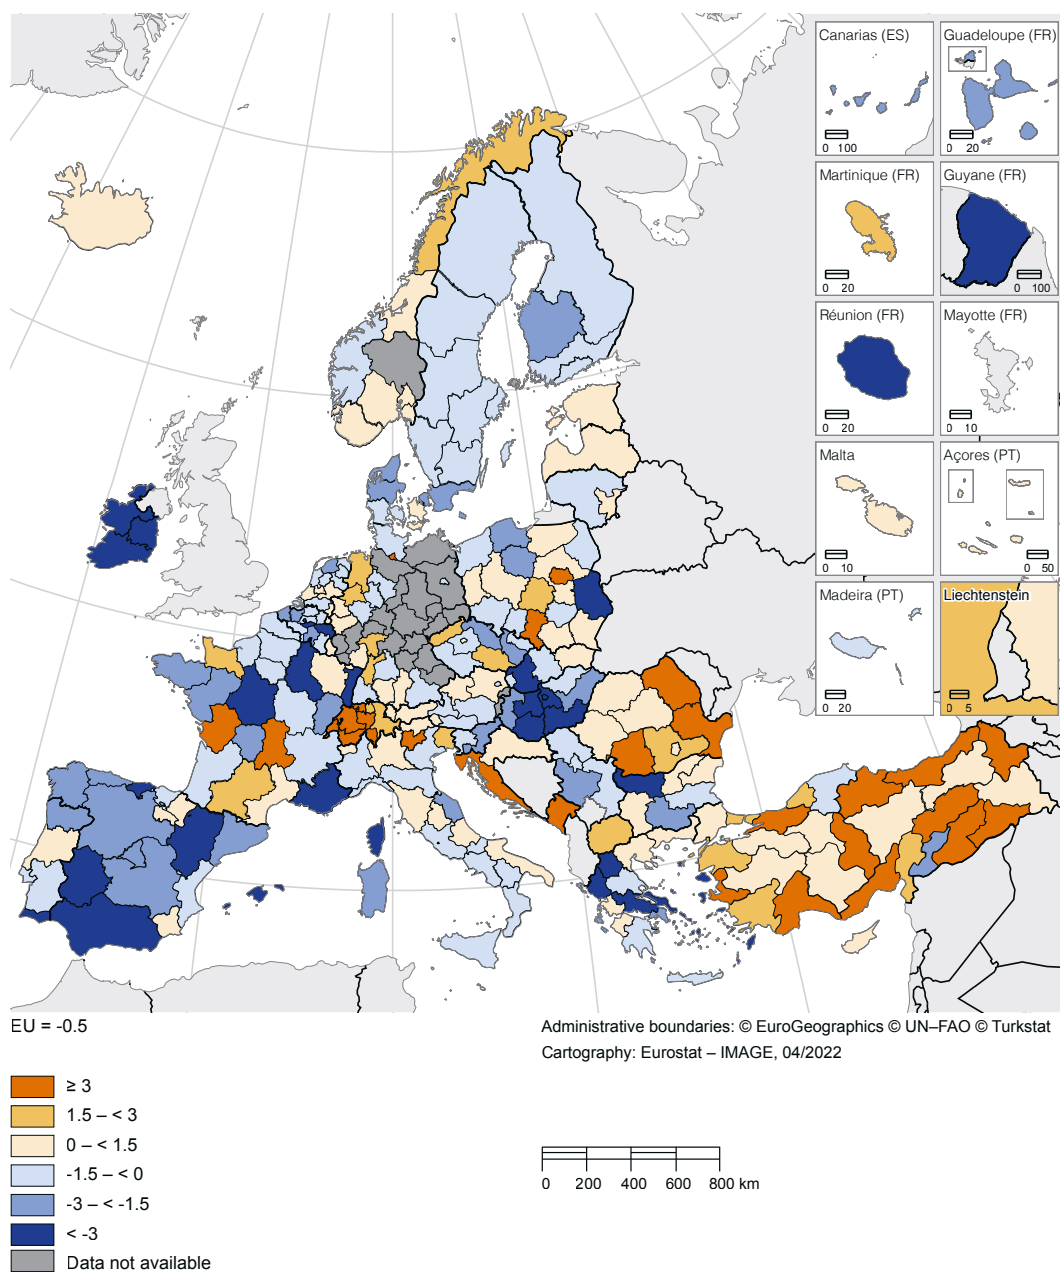 Canarias (ES)
0 100
Guadeloupe (FR)
0 20
Martinique (FR)
0 20
Guyane (FR)
0 100
Réunion (FR)
0 20
Mayotte (FR)
0 10
Malta
0 10
Açores (PT)
0 50
Madeira (PT)
0 20
Liechtenstein
0 5
EU = -0.5
Administrative boundaries: © EuroGeographics © UN–FAO © Turkstat
Cartography: Eurostat – IMAGE, 04/2022
≥ 3
1.5 – < 3
0 – < 1.5
-1.5 – < 0
-3 – < -1.5
< -3
Data not available
0 200 400 600 800 km